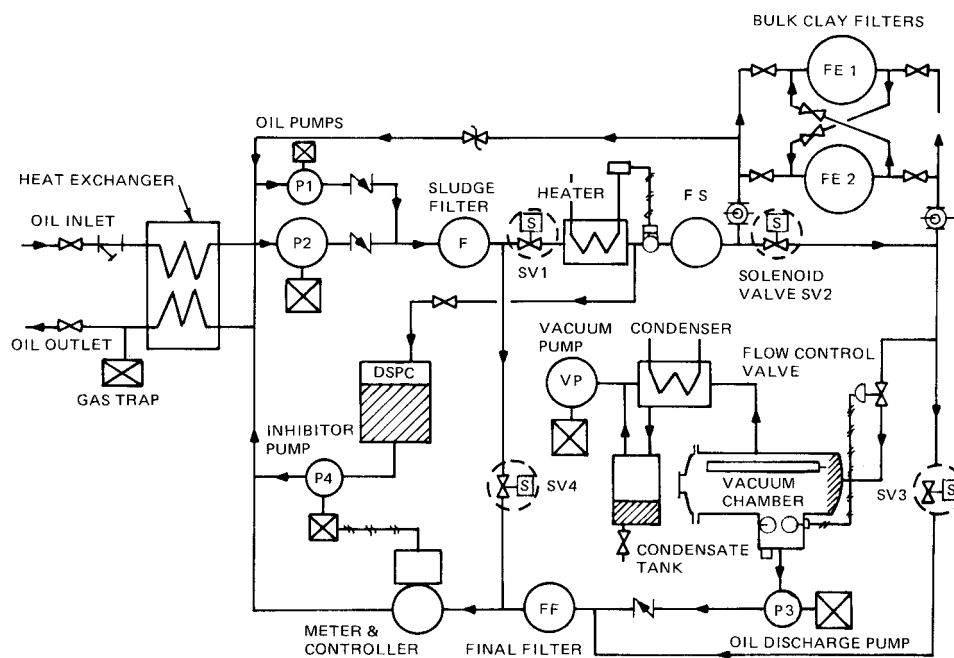 BULK CLAY FILTERS
FE 1
OIL PUMPS
P1
HEAT EXCHANGER
SLUDGE
FILTER
HEATER
FS
FE 2
OIL INLET
P2
F
S
S
SV1
SOLENOID
VALVE SV2
OIL OUTLET
VACUUM
PUMP
CONDENSER
FLOW CONTROL
VALVE
DSPC
VP
GAS TRAP
INHIBITOR
PUMP
P4
S
SV4
VACUUM
CHAMBER
SV3
S
CONDENSATE
TANK
FF
P3
METER &
CONTROLLER
FINAL FILTER
OIL DISCHARGE PUMP